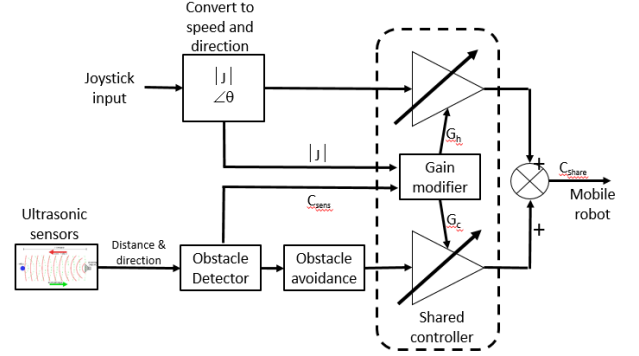 Convert to
speed and
direction
Joystick
input
|J|
∠θ
Gh
|J|
Gain
modifier
Cshare
Mobile
robot
+
Csens
Gc
+
Ultrasonic
sensors
Distance &
direction
Obstacle
Detector
Obstacle
avoidance
Shared
controller